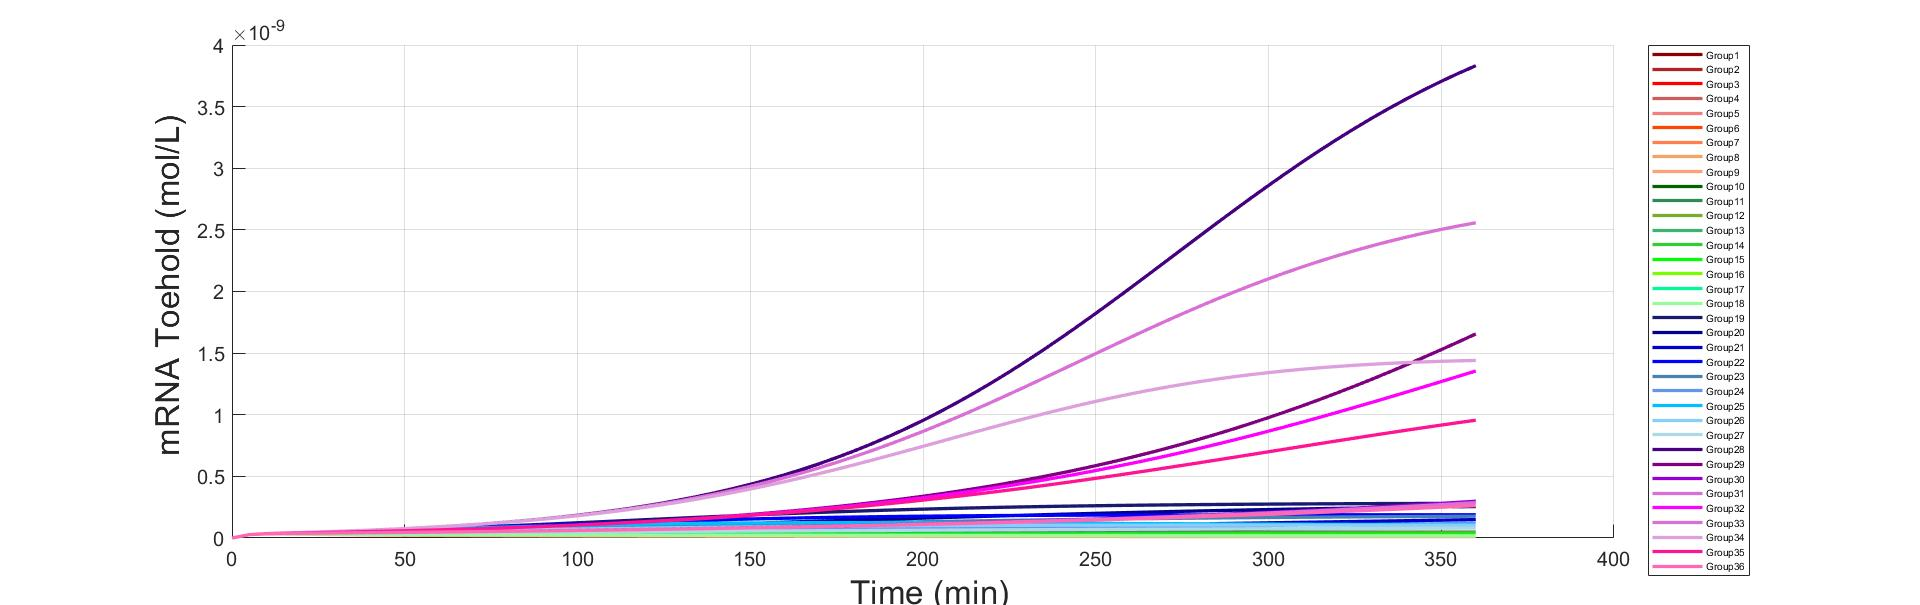 ×10-9
4
3.5
3
2.5
2
1.5
1
0.5
0
mRNA Toehold (mol/L)
0 50 100 150 200 250 300 350 400
Time (min)
Group1
Group2
Group3
Group4
Group5
Group6
Group7
Group8
Group9
Group10
Group11
Group12
Group13
Group14
Group15
Group16
Group17
Group18
Group19
Group20
Group21
Group22
Group23
Group24
Group25
Group26
Group27
Group28
Group29
Group30
Group31
Group32
Group33
Group34
Group35
Group36